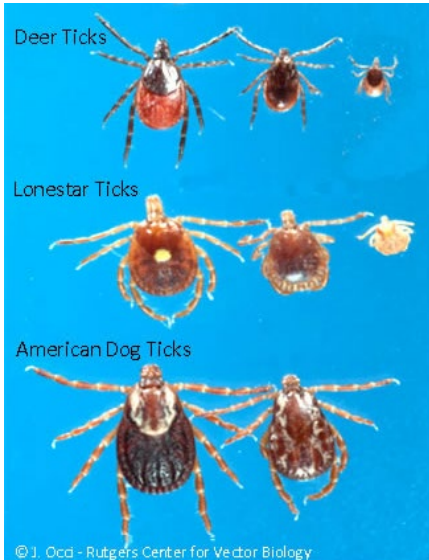 Deer Ticks
Lonestar Ticks
American Dog Ticks
© J. Occi - Rutgers Center for Vector Biology